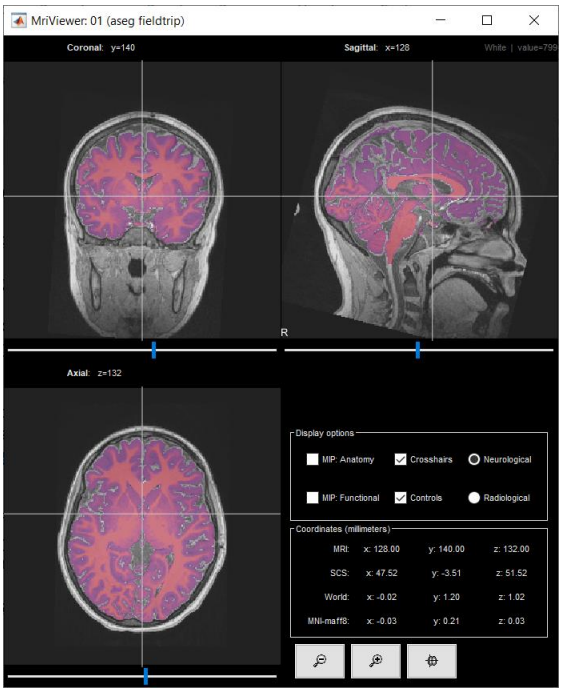 MriViewer: 01 (aseg fieldtrip)
Coronal: y=140
Sagittal: x=128
White | value=799
R
Axial: z=132
Display options
MIP: Anatomy Crosshairs Neurological
MIP: Functional Controls Radiological
Coordinates (millimeters)
MRI: x: 128.00 y: 140.00 z: 132.00
SCS: x: 47.52 y: -3.51 z: 51.52
World: x: -0.02 y: 1.20 z: 1.02
MNI-maff8: x: -0.03 y: 0.21 z: 0.03